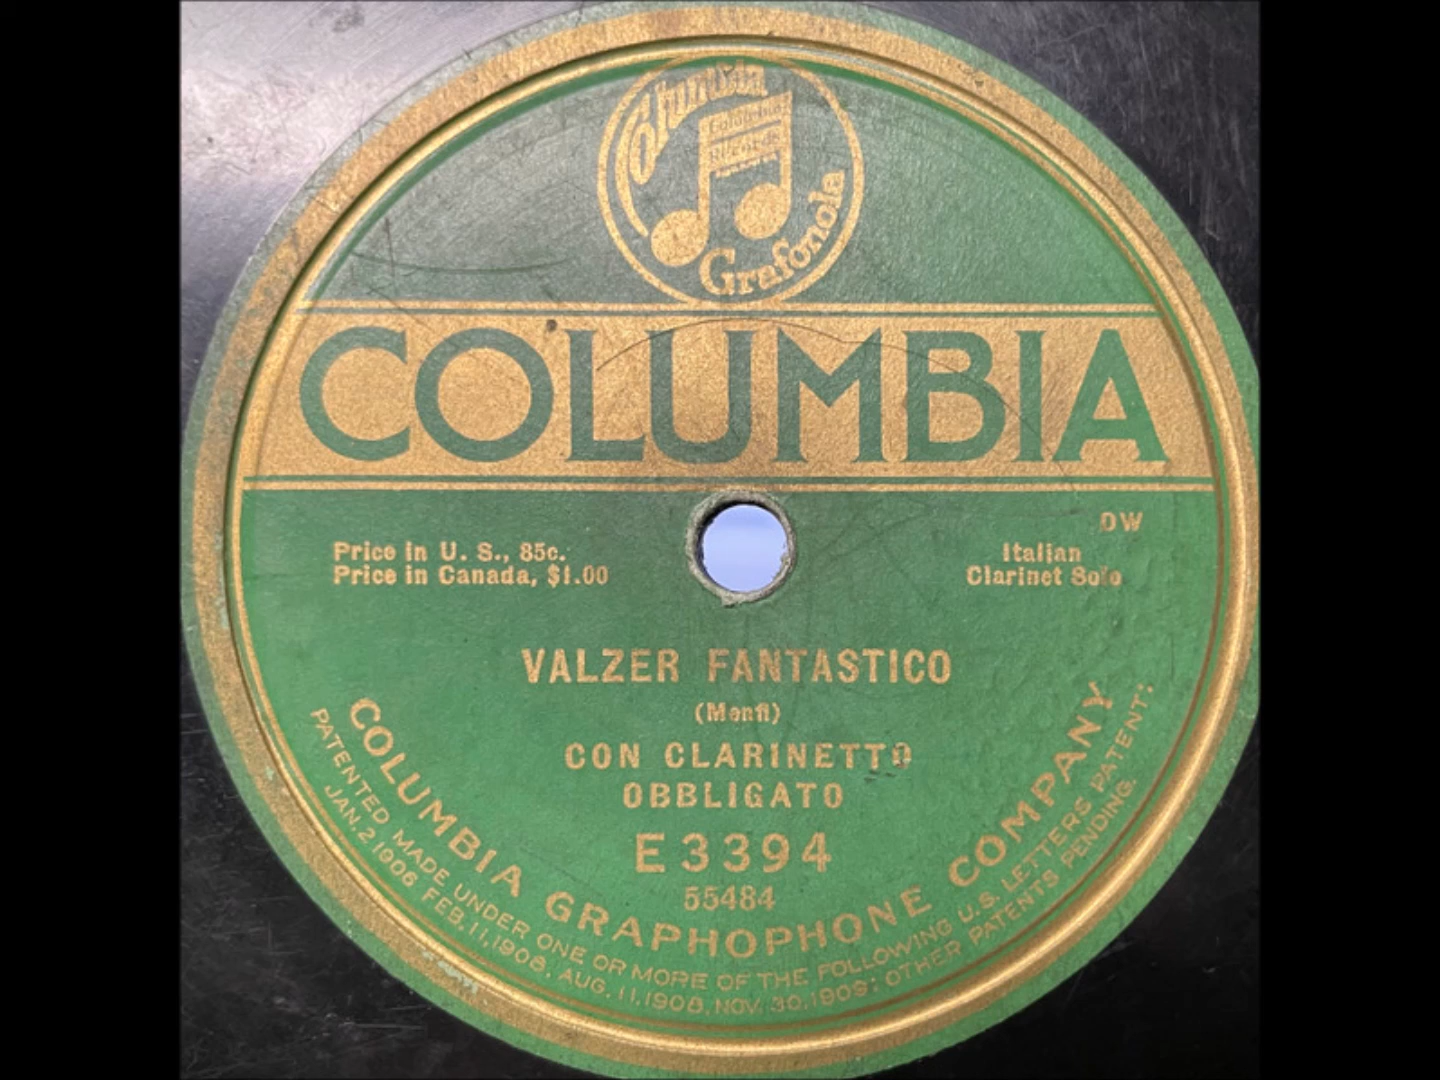 Columbia
Columbia
Records
Grafonola
COLUMBIA
DW
Price in U. S., 85c.
Price in Canada, $1.00
Italian
Clarinet Solo
VALZER FANTASTICO
(Menfi)
CON CLARINETTO
OBBLIGATO
E3394
55484
COLUMBIA GRAPHOPHONE COMPANY
PATENTED MADE UNDER ONE OR MORE OF THE FOLLOWING U.S. LETTERS PATENT:
JAN.2 1906 FEB.11,1908, AUG.11,1908, NOV. 30,1909: OTHER PATENTS PENDING.